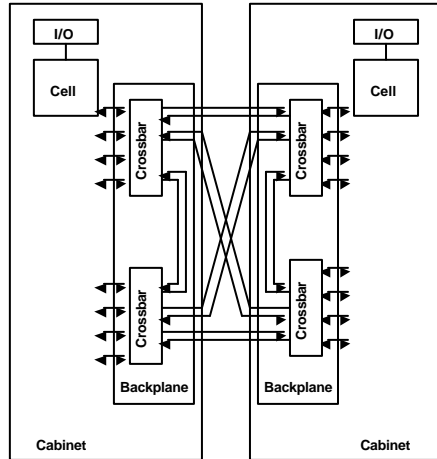 I/O
I/O
Cell
Cell
Crossbar
Crossbar
Crossbar
Crossbar
Backplane
Backplane
Cabinet
Cabinet